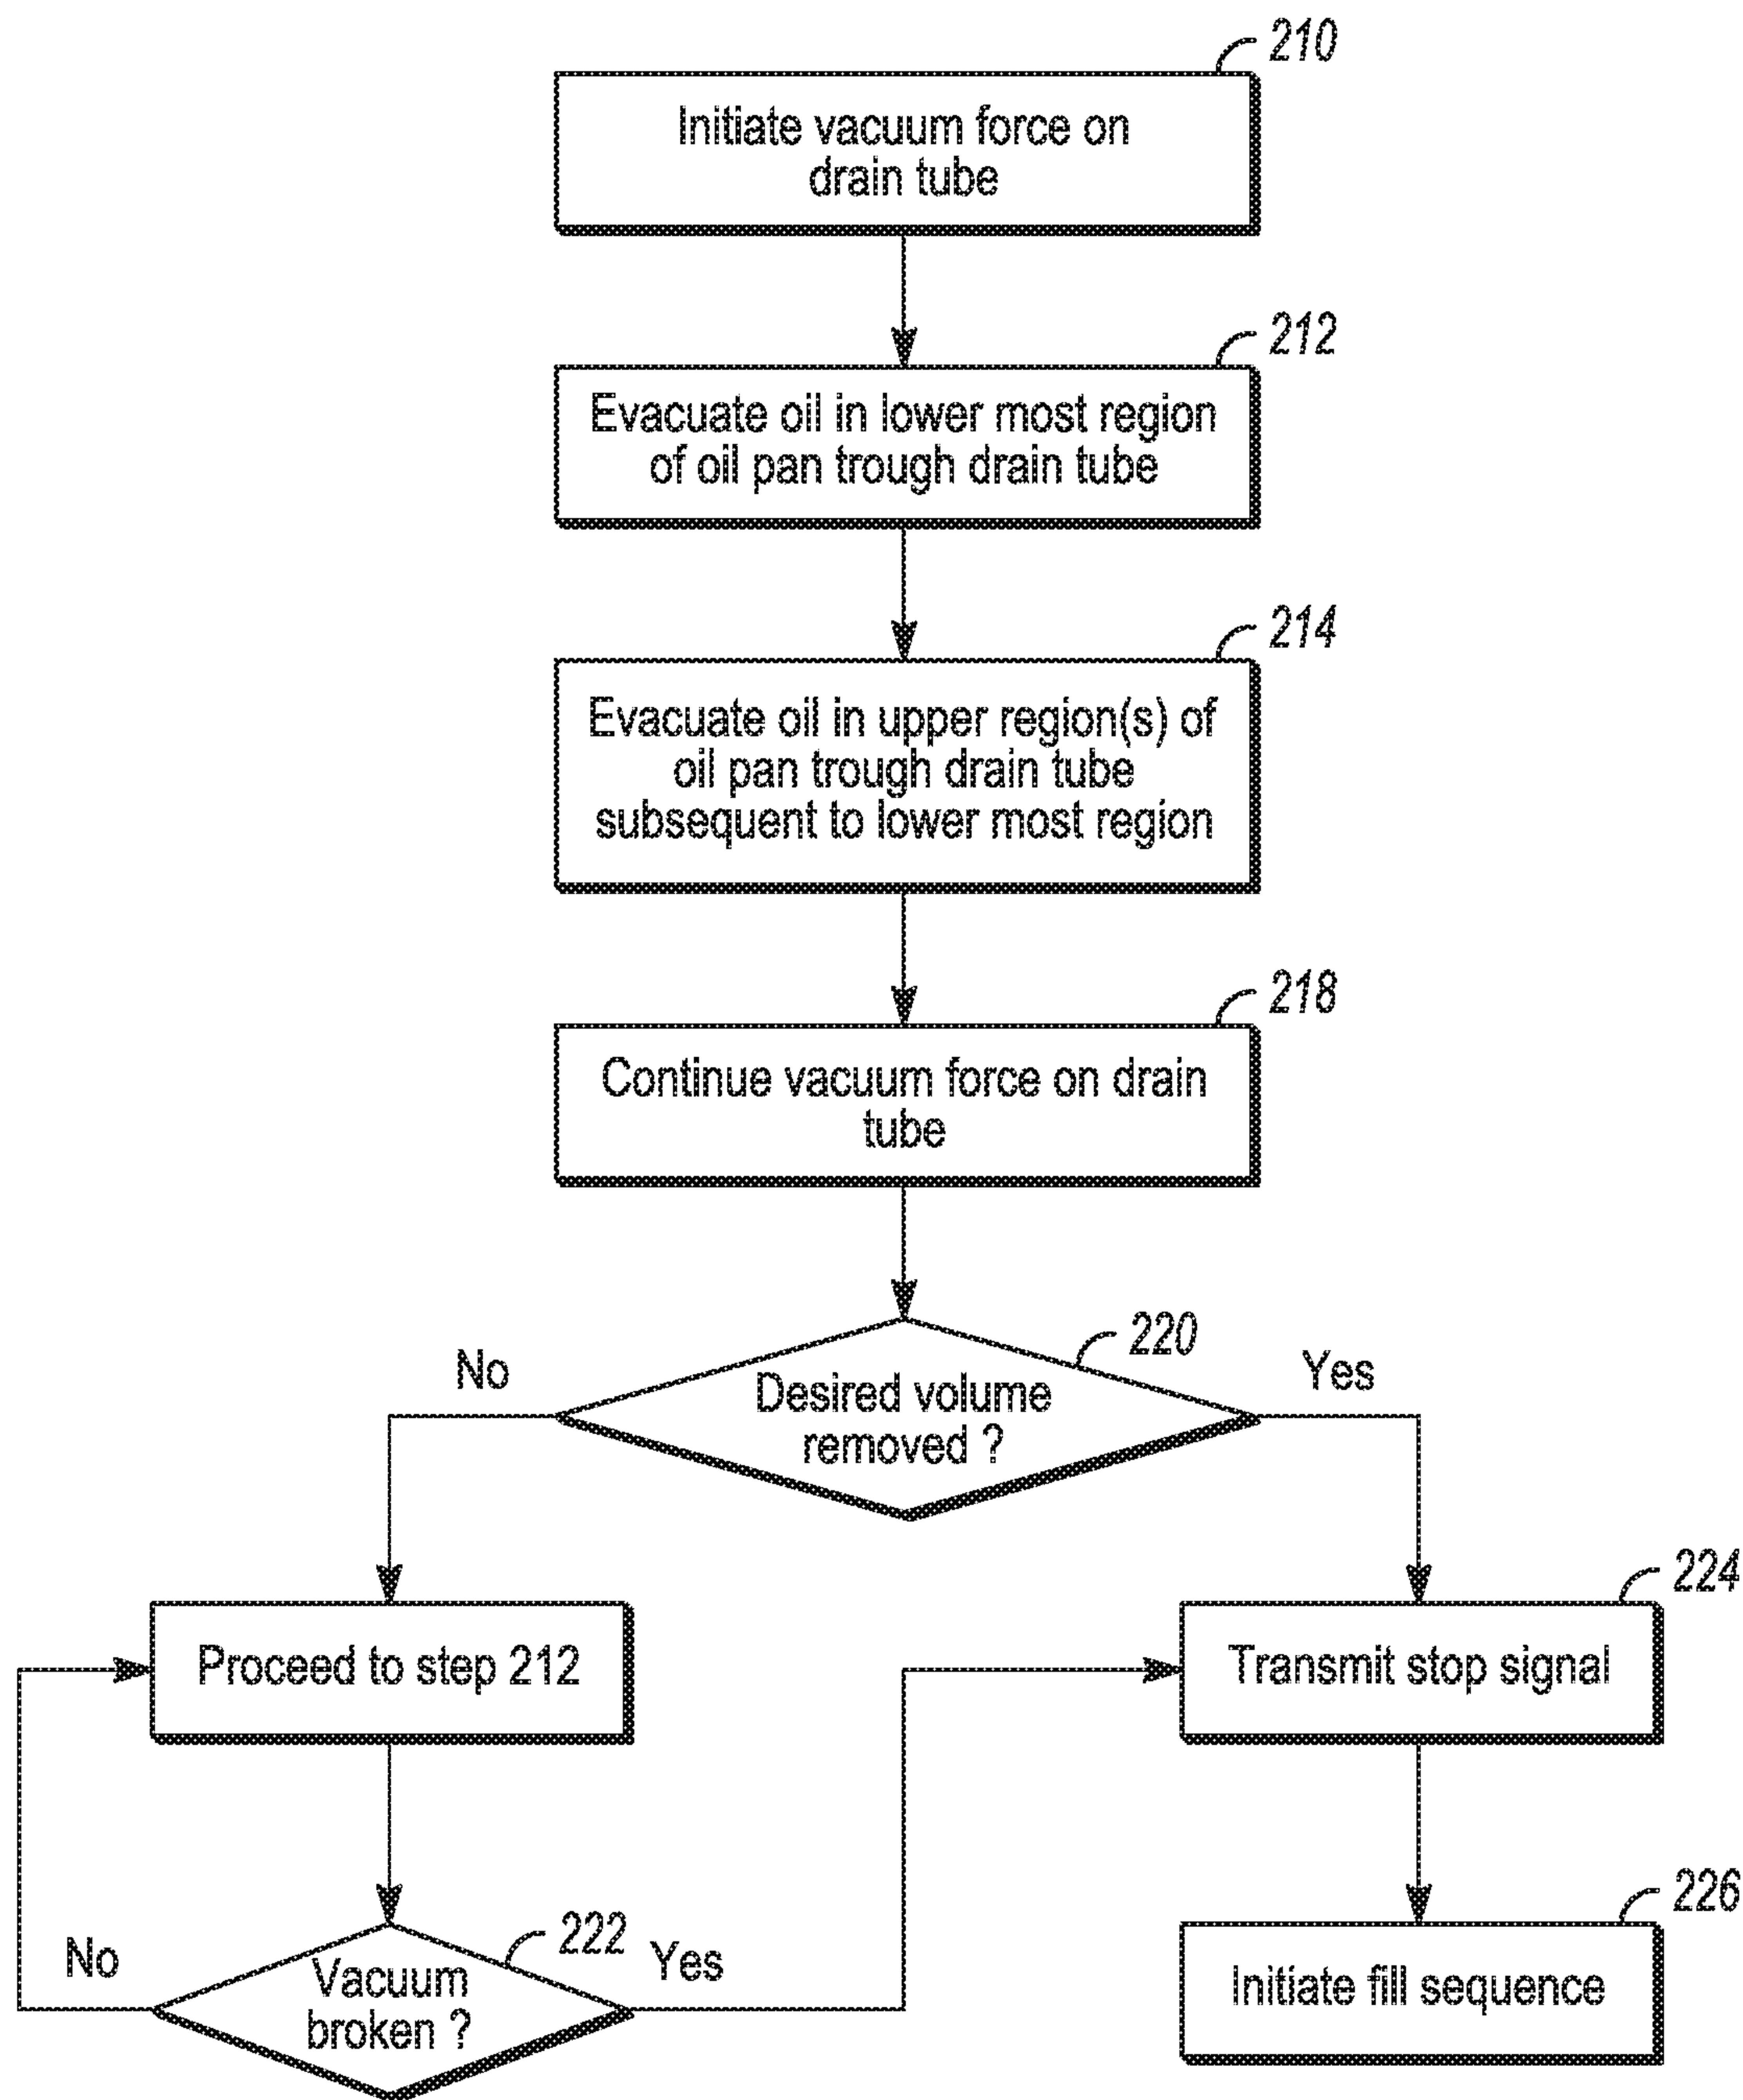 210
Initiate vacuum force on
drain tube
212
Evacuate oil in lower most region
of oil pan trough drain tube
214
Evacuate oil in upper region(s) of
oil pan trough drain tube
subsequent to lower most region
218
Continue vacuum force on drain
tube
220
No
Yes
Desired volume
removed ?
224
Proceed to step 212
Transmit stop signal
222
226
No
Yes
Vacuum
broken ?
Initiate fill sequence